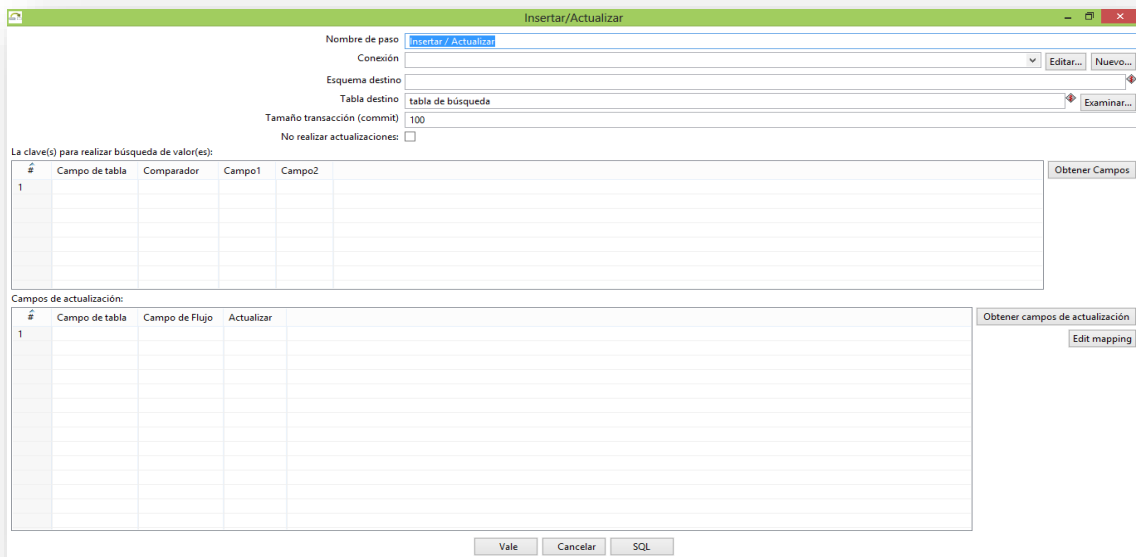 Insertar/Actualizar
Nombre de paso Insertar / Actualizar
Conexión Editar... Nuevo...
Esquema destino
Tabla destino tabla de búsqueda Examinar...
Tamaño transacción (commit) 100
No realizar actualizaciones:
La clave(s) para realizar búsqueda de valor(es):
# Campo de tabla Comparador Campo1 Campo2 Obtener Campos
1
Campos de actualización:
# Campo de tabla Campo de Flujo Actualizar Obtener campos de actualización
1 Edit mapping
Vale Cancelar SQL